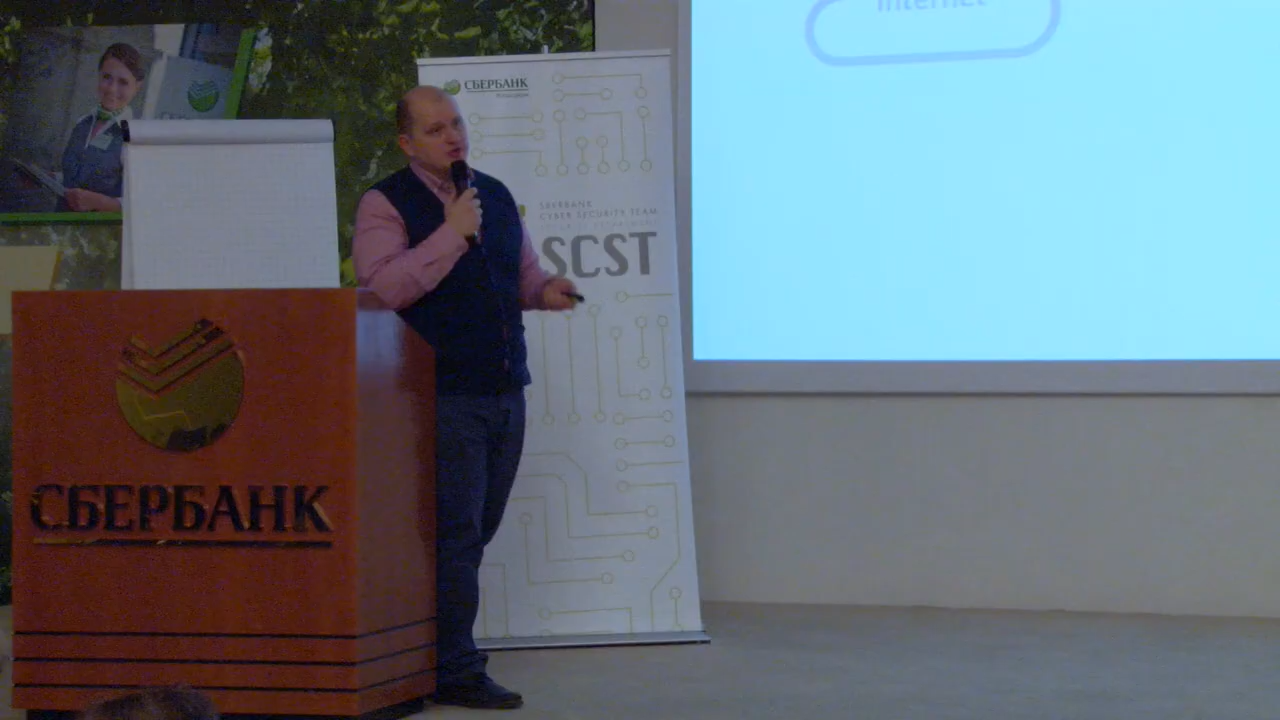 Internet
СБЕРБАНК
SBERBANK
CYBER SECURITY TEAM
SCST
СБЕРБАНК